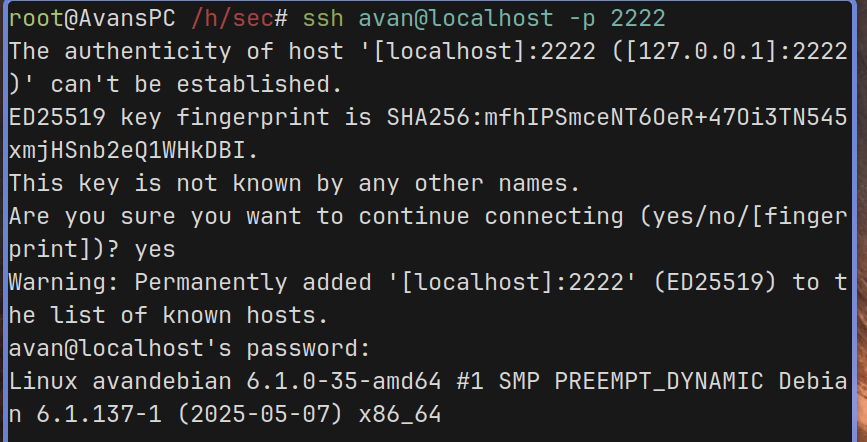 root@AvansPC /h/sec# ssh avan@localhost -p 2222
The authenticity of host '[localhost]:2222 ([127.0.0.1]:2222
)' can't be established.
ED25519 key fingerprint is SHA256:mfhIPSmceNT6OeR+47Oi3TN545
xmjHSnb2eQ1WHkDBI.
This key is not known by any other names.
Are you sure you want to continue connecting (yes/no/[finger
print])? yes
Warning: Permanently added '[localhost]:2222' (ED25519) to t
he list of known hosts.
avan@localhost's password:
Linux avandebian 6.1.0-35-amd64 #1 SMP PREEMPT_DYNAMIC Debia
n 6.1.137-1 (2025-05-07) x86_64